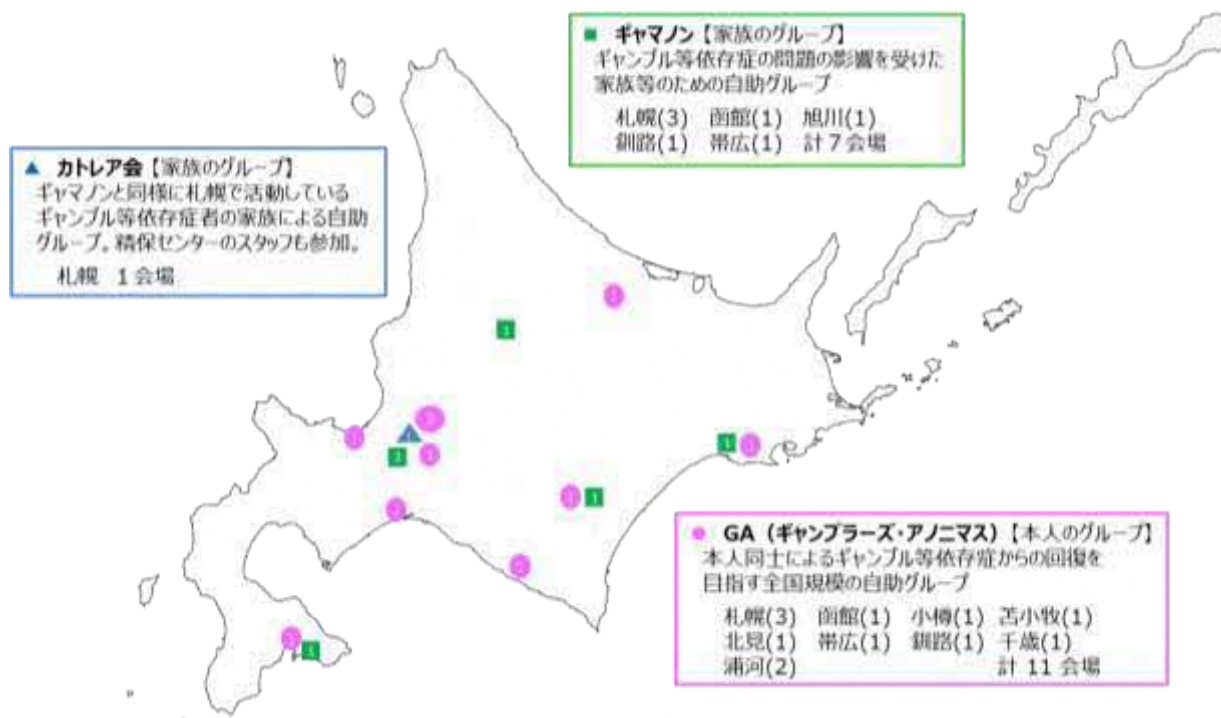 ■ ギャマノン【家族のグループ】
ギャンブル等依存症の問題の影響を受けた
家族等のための自助グループ
札幌(3) 函館(1) 旭川(1)
釧路(1) 帯広(1) 計7会場
▲ カトレア会【家族のグループ】
ギャマノンと同様に札幌で活動している
ギャンブル等依存症者の家族による自助
グループ。精保センターのスタッフも参加。
札幌 1会場
1
3
1
1
1
● GA(ギャンブラーズ・アノニマス)【本人のグループ】
本人同士によるギャンブル等依存症からの回復を
目指す全国規模の自助グループ
札幌(3) 函館(1) 小樽(1) 苫小牧(1)
北見(1) 帯広(1) 釧路(1) 千歳(1)
浦河(2) 計 11 会場